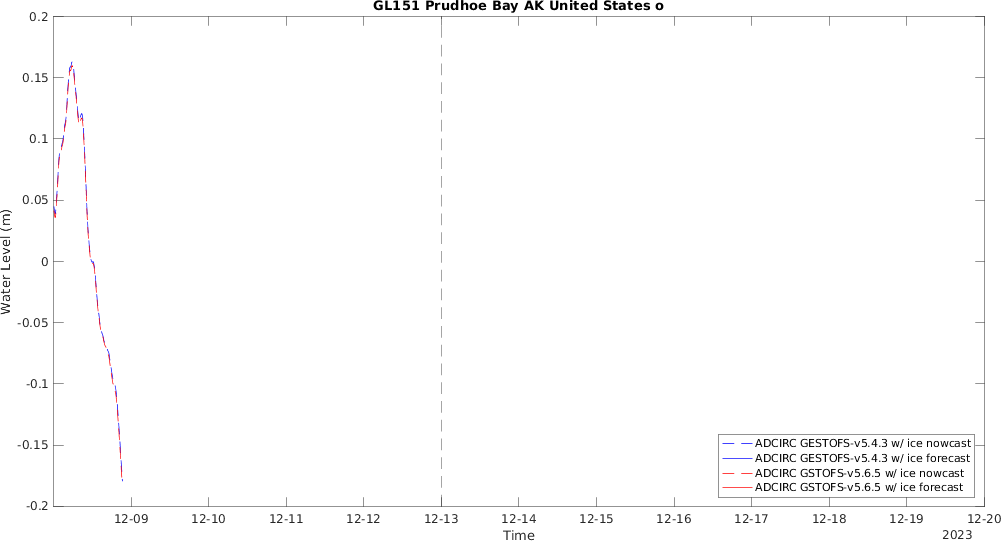 GL151 Prudhoe Bay AK United States o
0.2
0.15
0.1
0.05
0
-0.05
-0.1
-0.15
-0.2
Water Level (m)
ADCIRC GESTOFS-v5.4.3 w/ ice nowcast
ADCIRC GESTOFS-v5.4.3 w/ ice forecast
ADCIRC GSTOFS-v5.6.5 w/ ice nowcast
ADCIRC GSTOFS-v5.6.5 w/ ice forecast
12-09 12-10 12-11 12-12 12-13 12-14 12-15 12-16 12-17 12-18 12-19 12-20
Time
2023